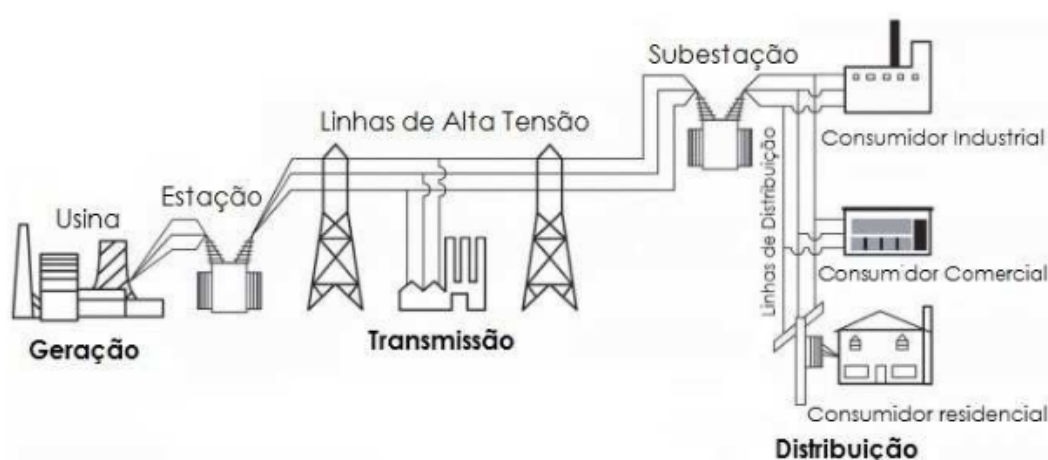 Subestação
Linhas de Alta Tensão
Consumidor Industrial
Estação
Usina
Linhas de Distribuição
Consumidor Comercial
Geração
Transmissão
Consumidor residencial
Distribuição